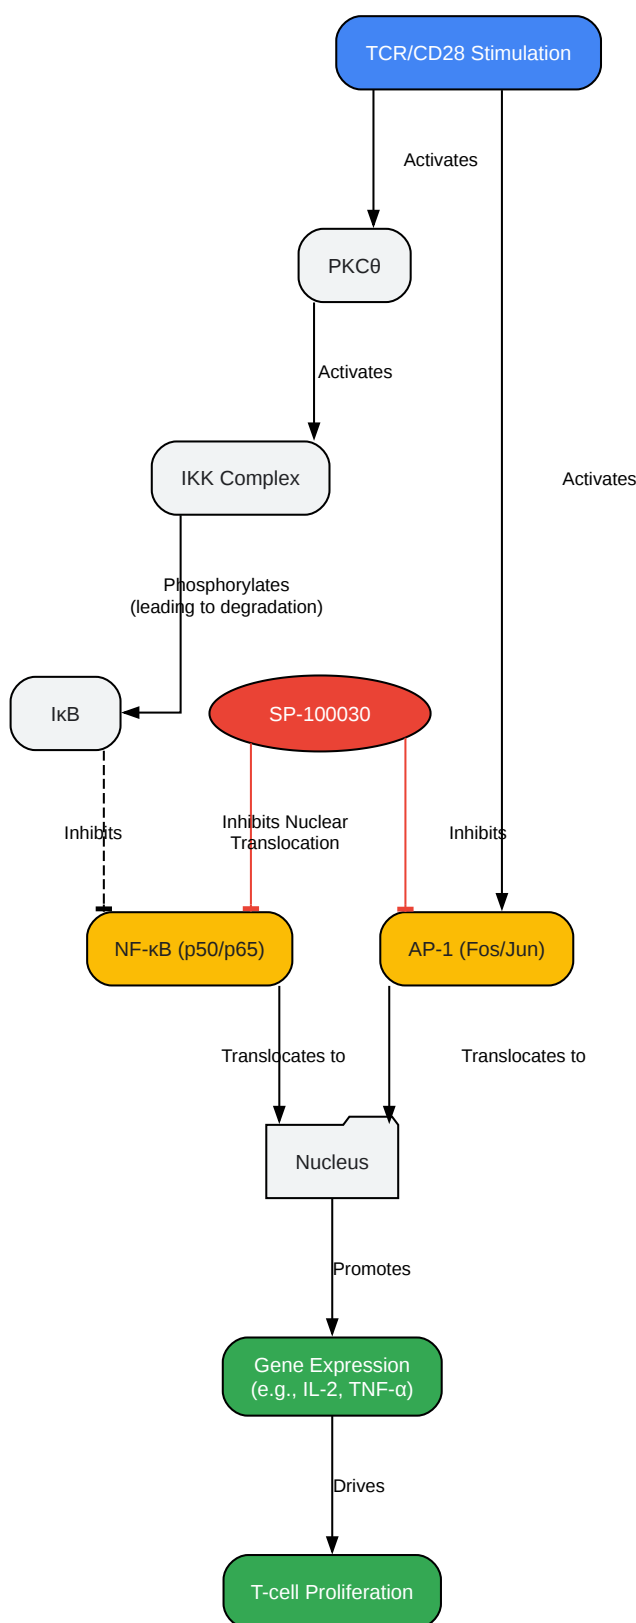 TCR/CD28 Stimulation
Activates
PKCθ
Activates
IKK Complex
Activates
Phosphorylates
(leading to degradation)
IκB
SP-100030
Inhibits
Inhibits Nuclear
Translocation
Inhibits
NF-κB (p50/p65)
AP-1 (Fos/Jun)
Translocates to
Translocates to
Nucleus
Promotes
Gene Expression
(e.g., IL-2, TNF-α)
Drives
T-cell Proliferation